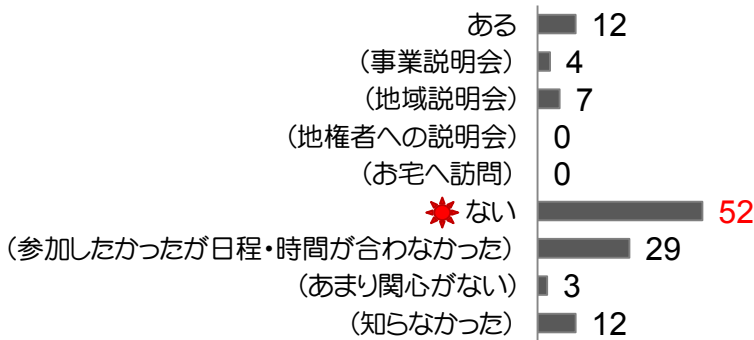 ある 12
(事業説明会) 4
(地域説明会) 7
(地権者への説明会) 0
(お宅へ訪問) 0
ない 52
(参加したかったが日程・時間が合わなかった) 29
(あまり関心がない) 3
(知らなかった) 12